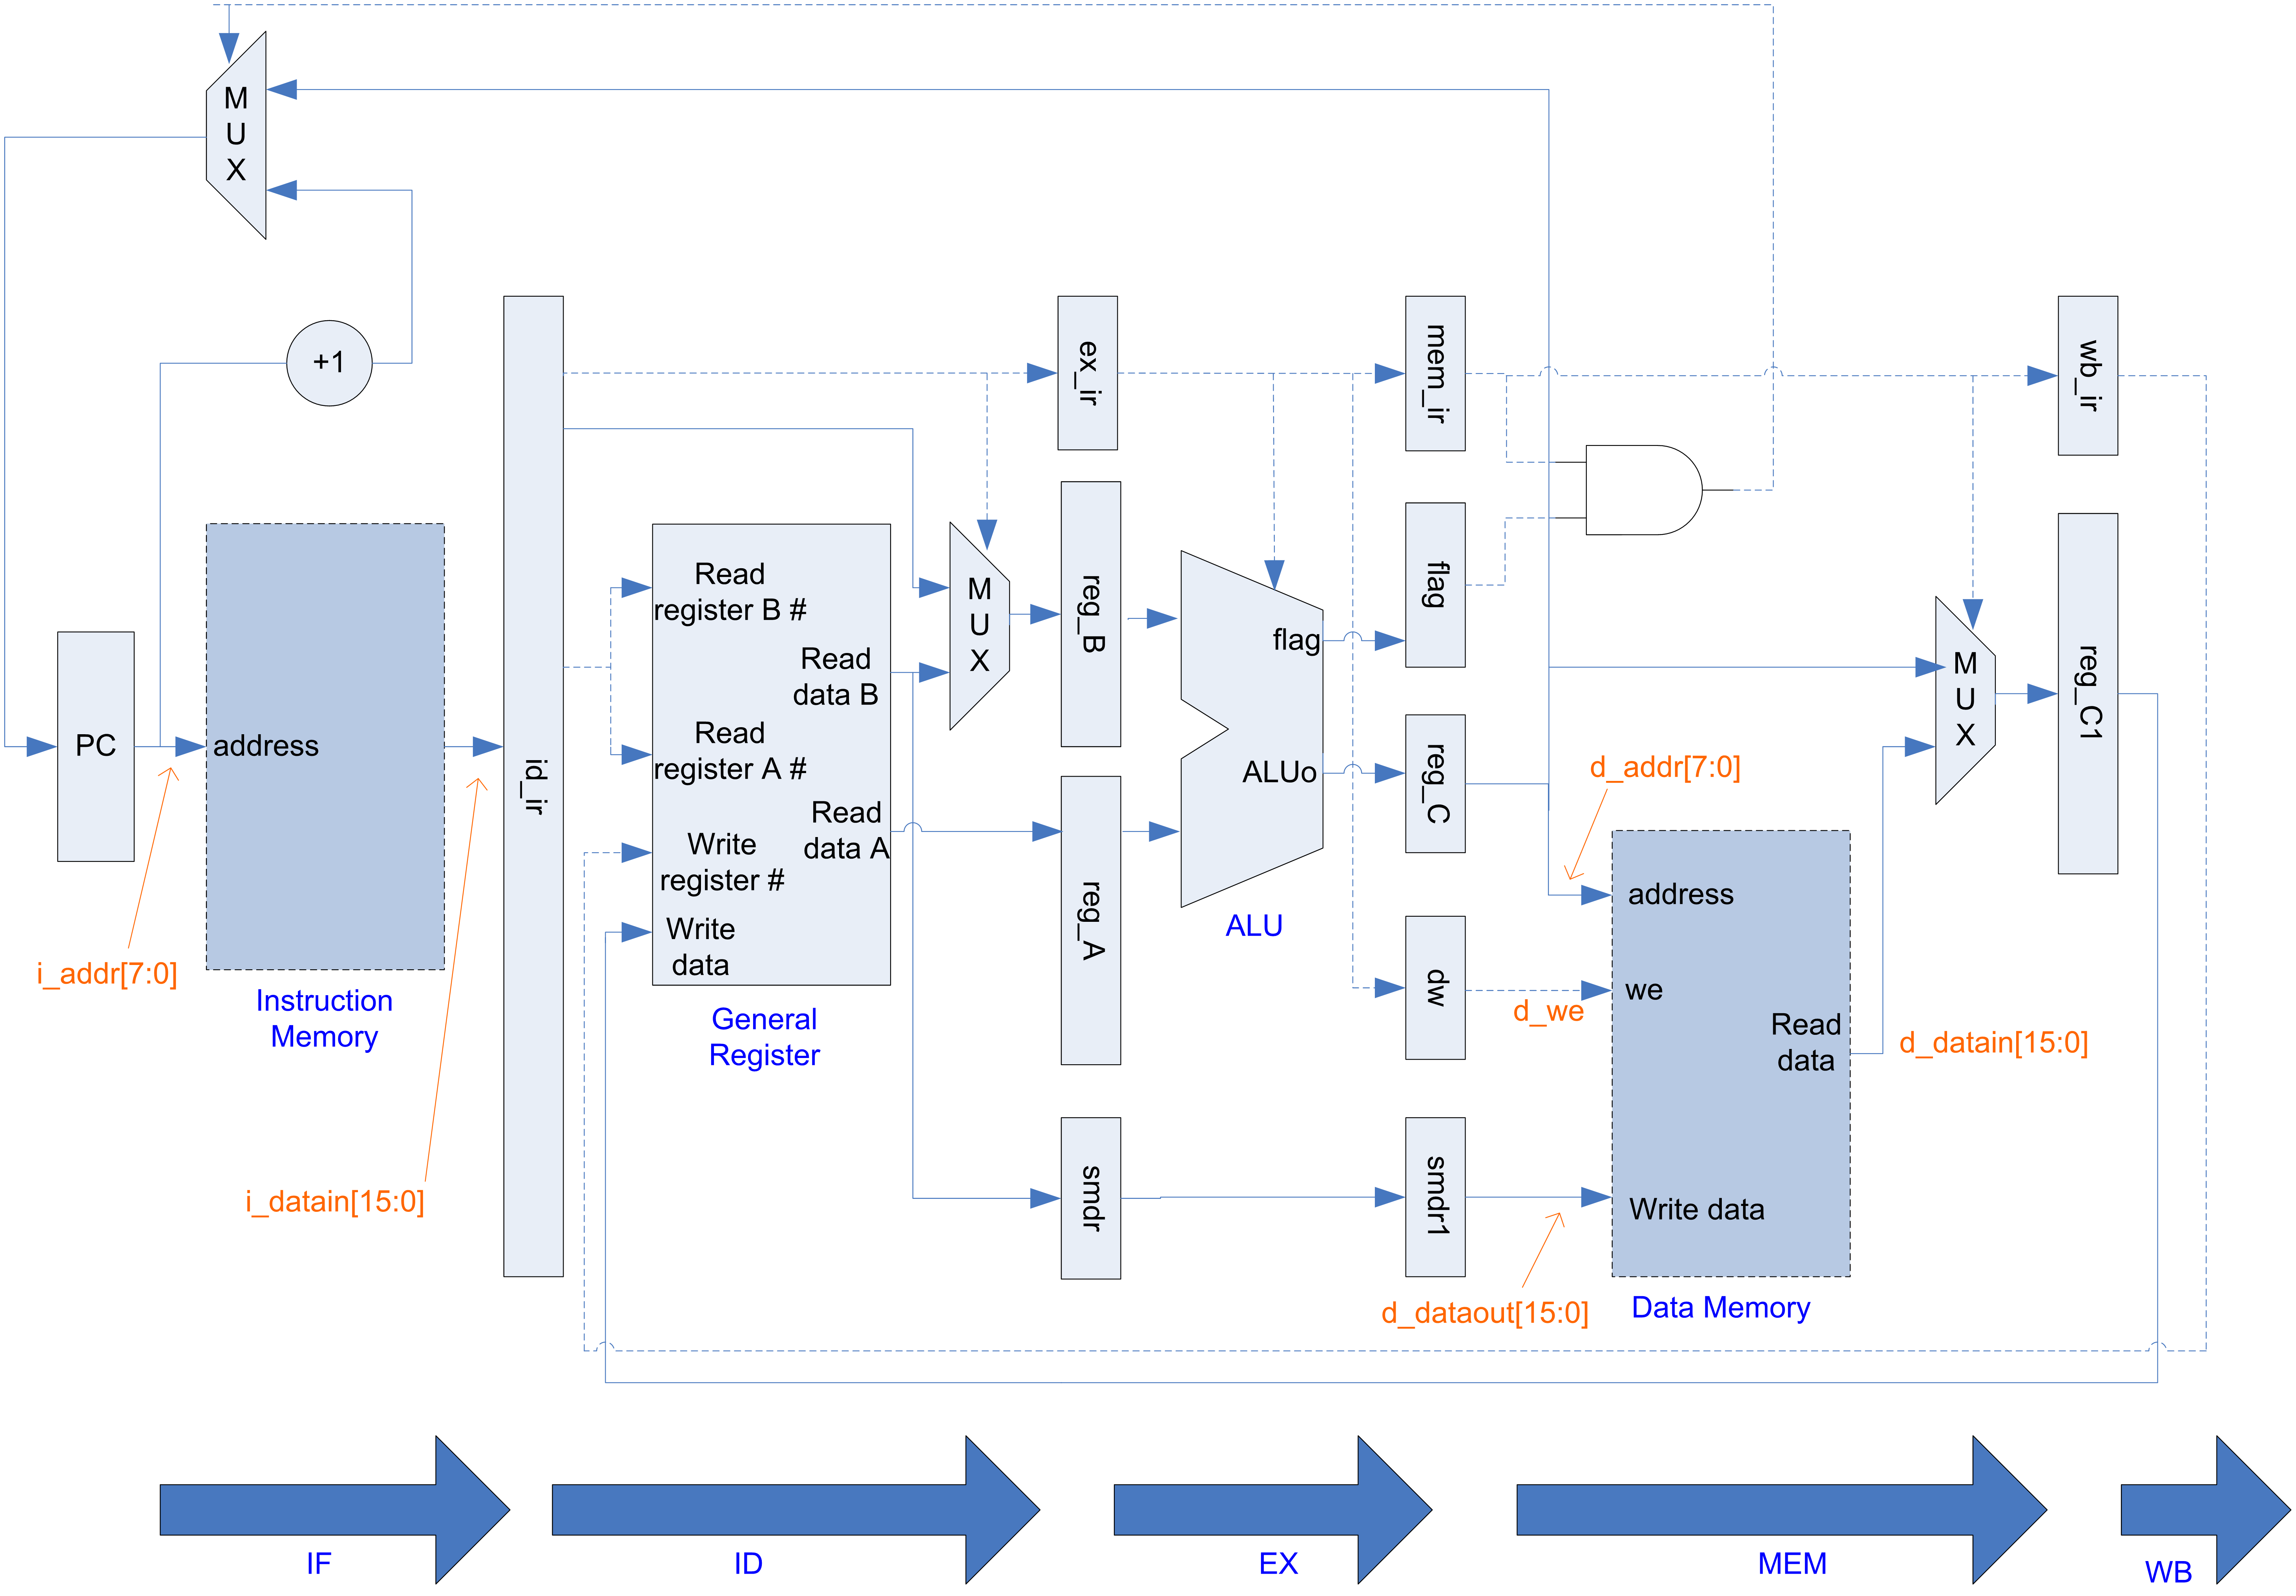 M
U
X
+1
PC
address
i_addr[7:0]
Instruction
Memory
i_datain[15:0]
id_ir
Read
register B #
Read
data B
Read
register A #
Read
data A
Write
register #
Write
data
General
Register
M
U
X
ex_ir
reg_B
reg_A
smdr
flag
ALUo
ALU
mem_ir
flag
reg_C
dw
smdr1
d_addr[7:0]
d_we
d_dataout[15:0]
address
we
Read
data
Write data
Data Memory
d_datain[15:0]
M
U
X
wb_ir
reg_C1
IF
ID
EX
MEM
WB